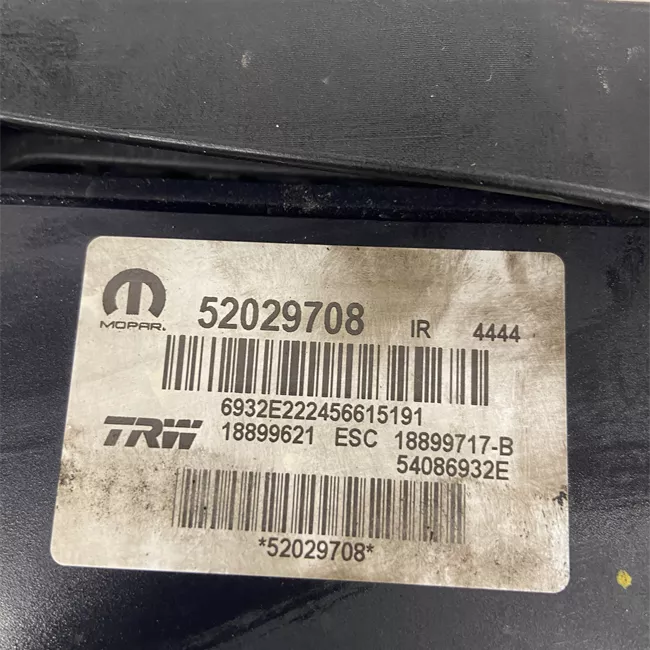 52029708 IR 4444
MOPAR.
6932E222456615191
TRW 18899621 ESC 18899717-B
54086932E
*52029708*